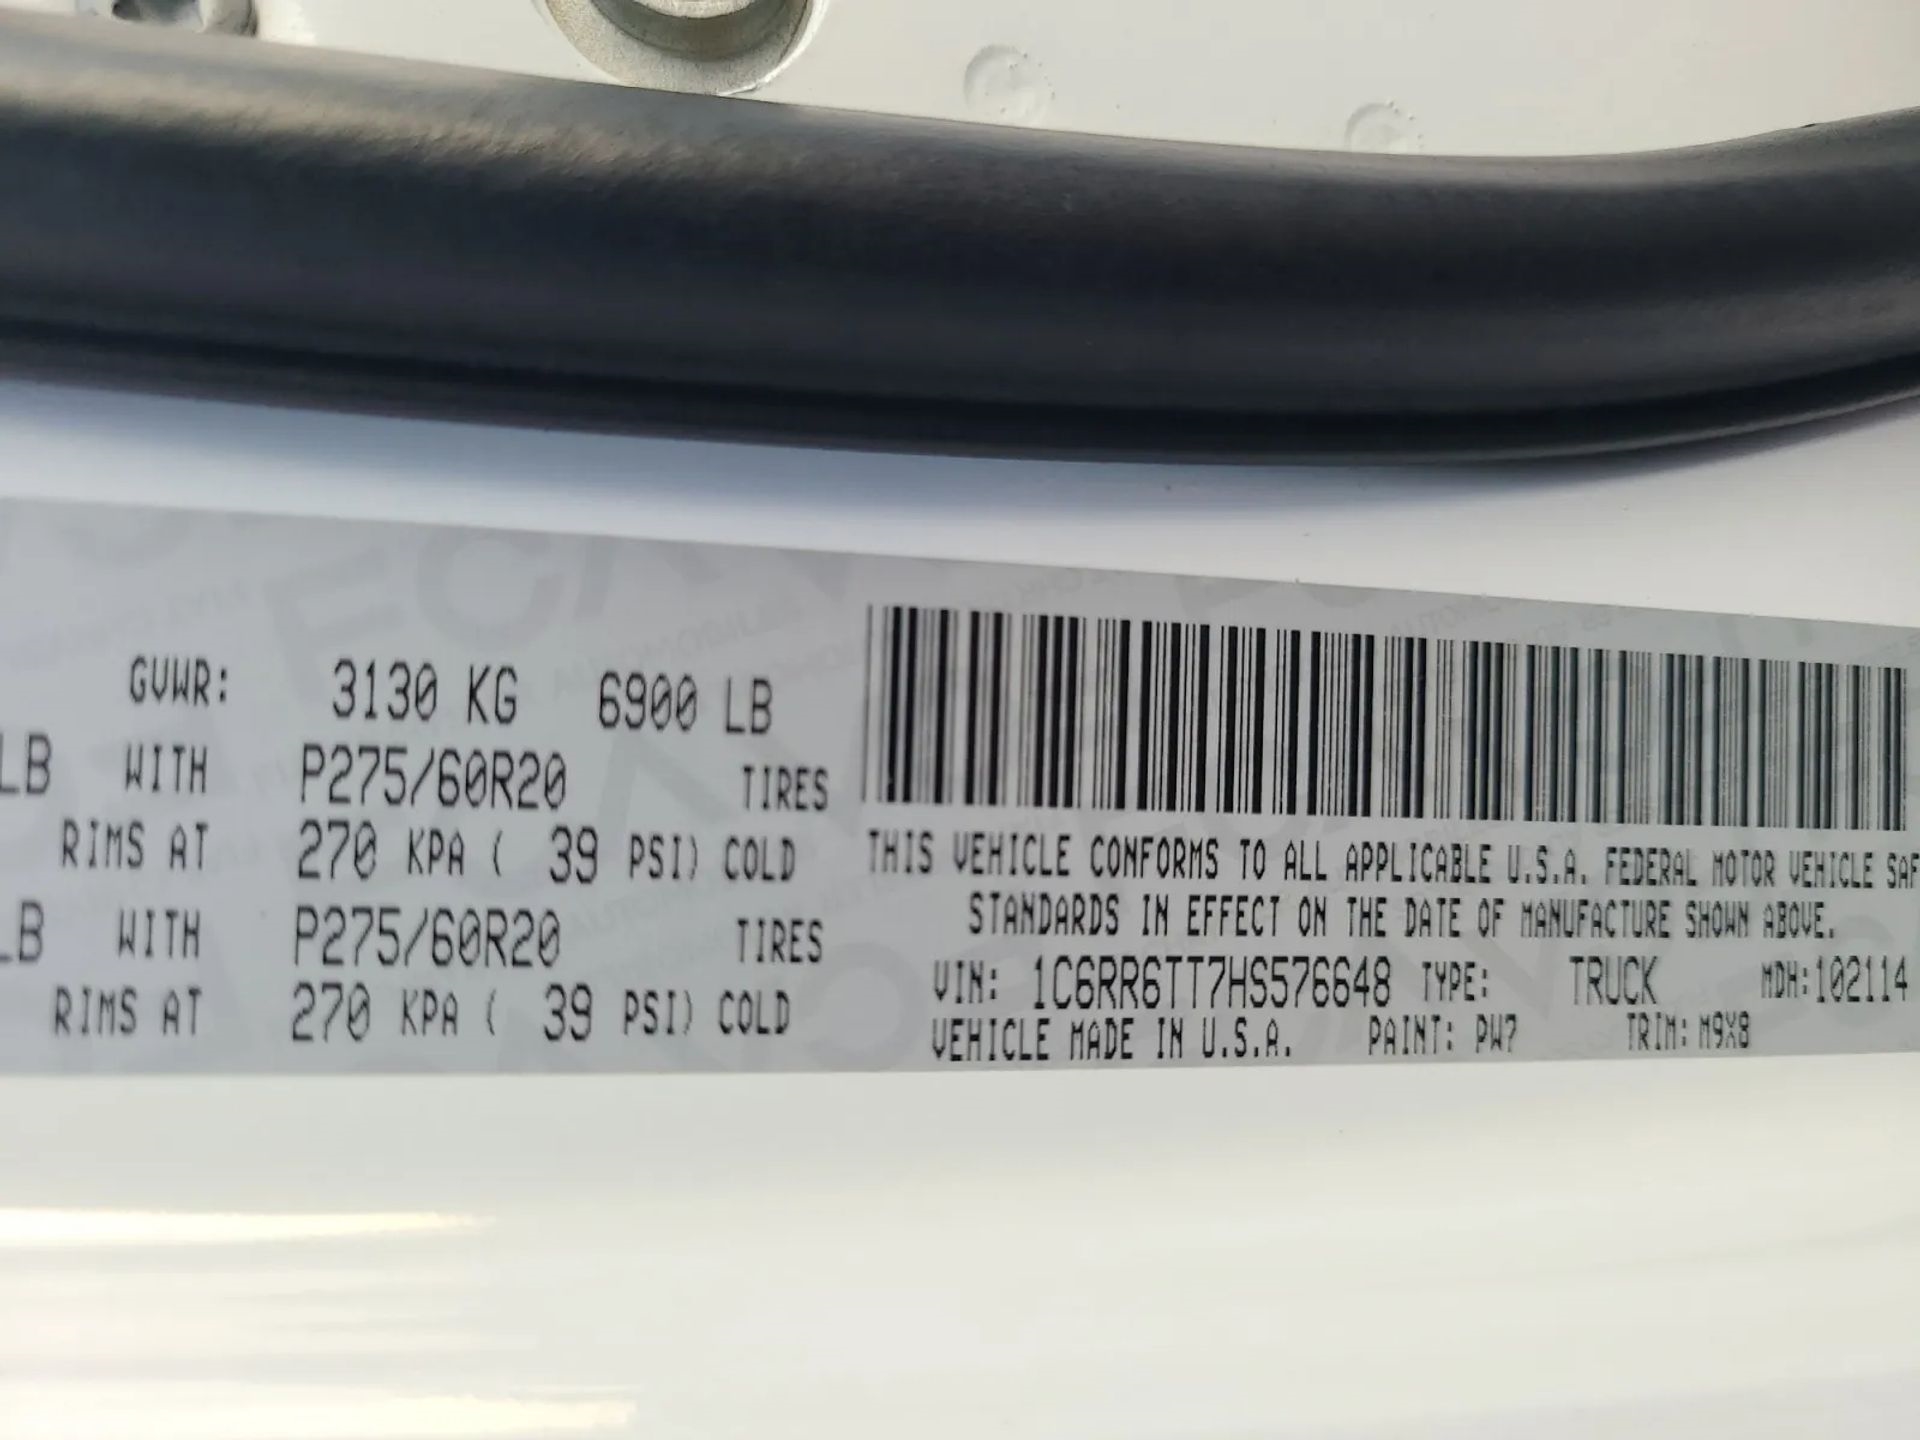 GVWR: 3130 KG 6900 LB
LB WITH P275/60R20 TIRES
RIMS AT 270 KPA ( 39 PSI) COLD
LB WITH P275/60R20 TIRES
RIMS AT 270 KPA ( 39 PSI) COLD
THIS VEHICLE CONFORMS TO ALL APPLICABLE U.S.A. FEDERAL MOTOR VEHICLE SAF
STANDARDS IN EFFECT ON THE DATE OF MANUFACTURE SHOWN ABOVE.
VIN: 1C6RR6TT7HS576648 TYPE: TRUCK MDH:102114
VEHICLE MADE IN U.S.A. PAINT: PW7 TRIM: M9X8